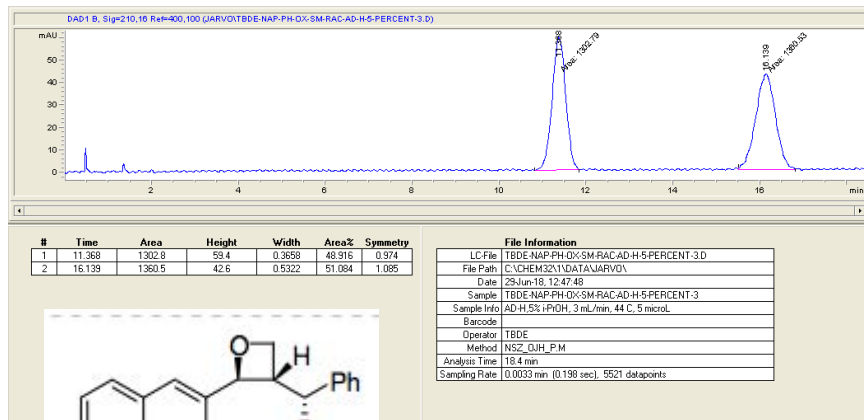 DAD1 B, Sig=210,16 Ref=400,100 (JARVO\TBDE-NAP-PH-OX-SM-RAC-AD-H-5-PERCENT-3.D)
mAU
50
40
30
20
10
0
11.368
Area: 1302.79
16.139
Area: 1360.53
2 4 6 8 10 12 14 16 min
# Time Area Height Width Area% Symmetry
1 11.368 1302.8 59.4 0.3658 48.916 0.974
2 16.139 1360.5 42.6 0.5322 51.084 1.085
File Information
LC-File TBDE-NAP-PH-OX-SM-RAC-AD-H-5-PERCENT-3.D
File Path C:\CHEM32\1\DATA\JARVO\
Date 29-Jun-18, 12:47:48
Sample TBDE-NAP-PH-OX-SM-RAC-AD-H-5-PERCENT-3
Sample Info AD-H,5% i-PrOH, 3 mL/min, 44 C, 5 microL
Barcode
Operator TBDE
Method NSZ_OJH_P.M
Analysis Time 18.4 min
Sampling Rate 0.0033 min (0.198 sec), 5521 datapoints
O
H
Ph